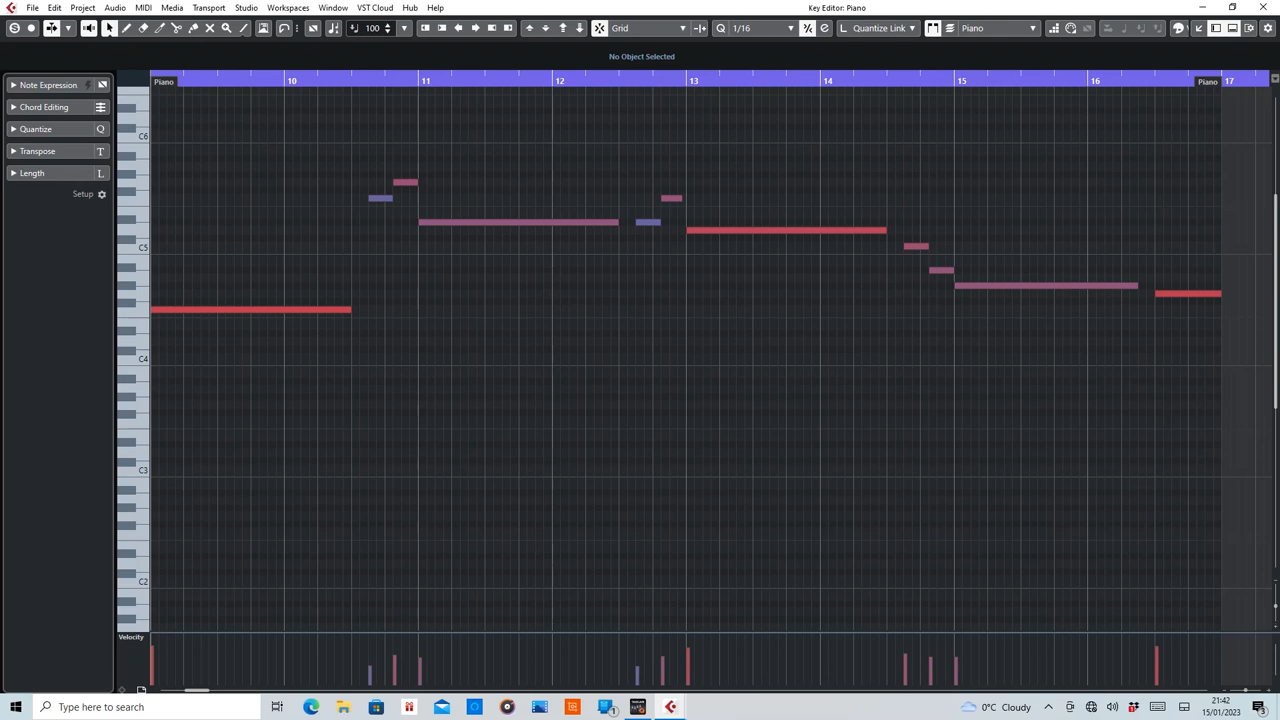 File Edit Project Audio MIDI Media Transport Studio Workspaces Window VST Cloud Hub Help Key Editor: Piano
100 Grid Q 1/16 Quantize Link Piano
No Object Selected
Piano 10 11 12 13 14 15 16 Piano 17
Note Expression
Chord Editing
Quantize Q
Transpose T
Length L
Setup
C6
C5
C4
C3
C2
Velocity
Type here to search
0°C Cloudy
21:42
15/01/2023